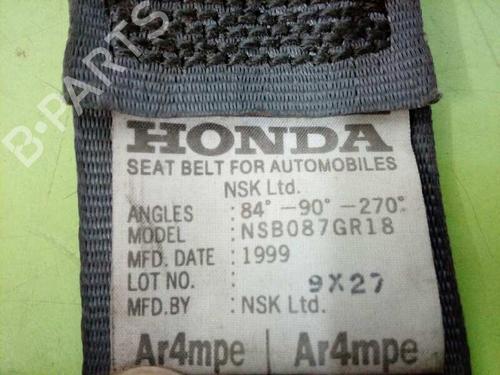 B-PARTS
HONDA
SEAT BELT FOR AUTOMOBILES
NSK Ltd.
ANGLES : 84° -90° -270°
MODEL : NSB087GR18
MFD. DATE : 1999
LOT NO. : 9X27
MFD.BY : NSK Ltd.
Ar4mpe | Ar4mpe